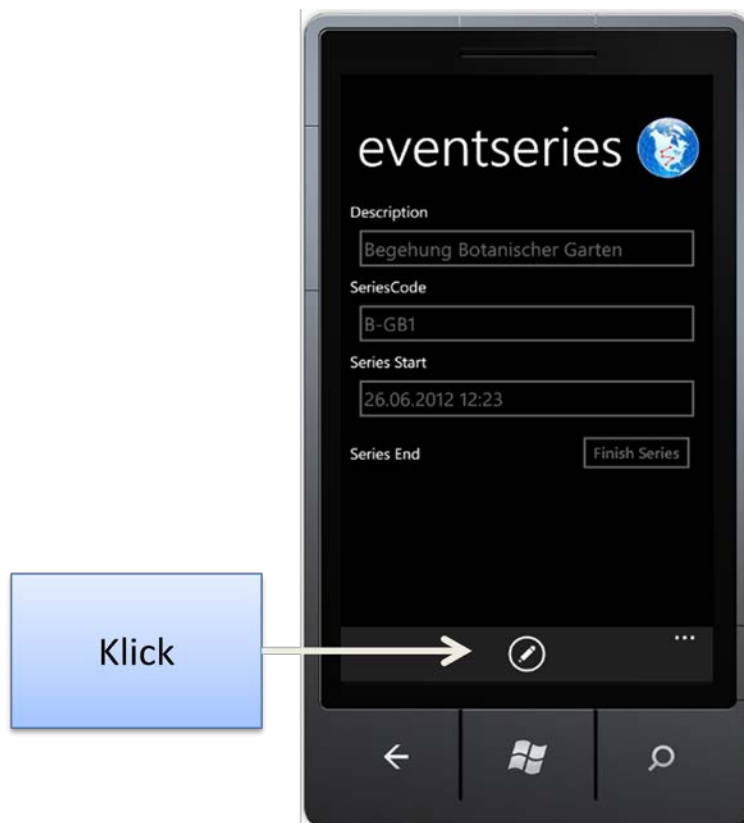 eventseries
Description
Begehung Botanischer Garten
SeriesCode
B-GB1
Series Start
26.06.2012 12:23
Series End
Finish Series
Klick